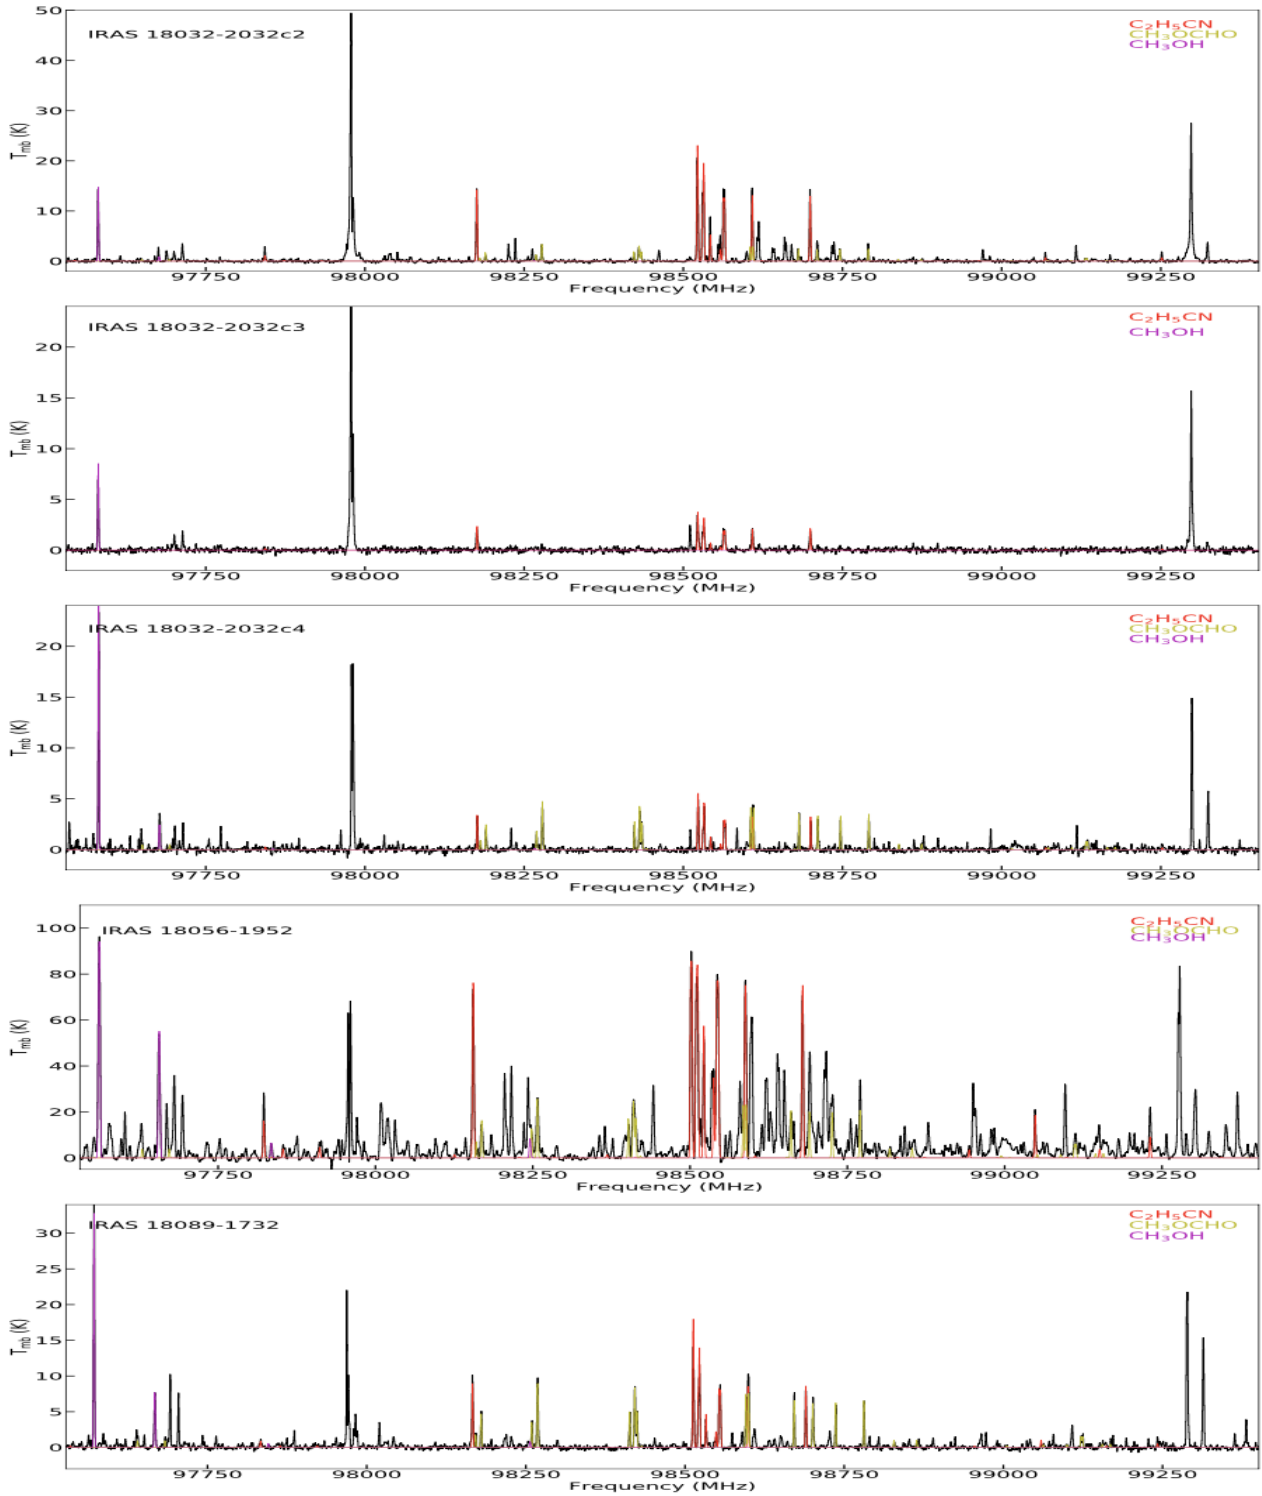 IRAS 18032-2032c2
C₂H₅CN
CH₃OCHO
CH₃OH
50
40
30
20
10
0
Tmb (K)
97750 98000 98250 98500 98750 99000 99250
Frequency (MHz)
IRAS 18032-2032c3
C₂H₅CN
CH₃OH
20
15
10
5
0
Tmb (K)
97750 98000 98250 98500 98750 99000 99250
Frequency (MHz)
IRAS 18032-2032c4
C₂H₅CN
CH₃OCHO
CH₃OH
20
15
10
5
0
Tmb (K)
97750 98000 98250 98500 98750 99000 99250
Frequency (MHz)
IRAS 18056-1952
C₂H₅CN
CH₃OCHO
CH₃OH
100
80
60
40
20
0
Tmb (K)
97750 98000 98250 98500 98750 99000 99250
Frequency (MHz)
IRAS 18089-1732
C₂H₅CN
CH₃OCHO
CH₃OH
30
25
20
15
10
5
0
Tmb (K)
97750 98000 98250 98500 98750 99000 99250
Frequency (MHz)